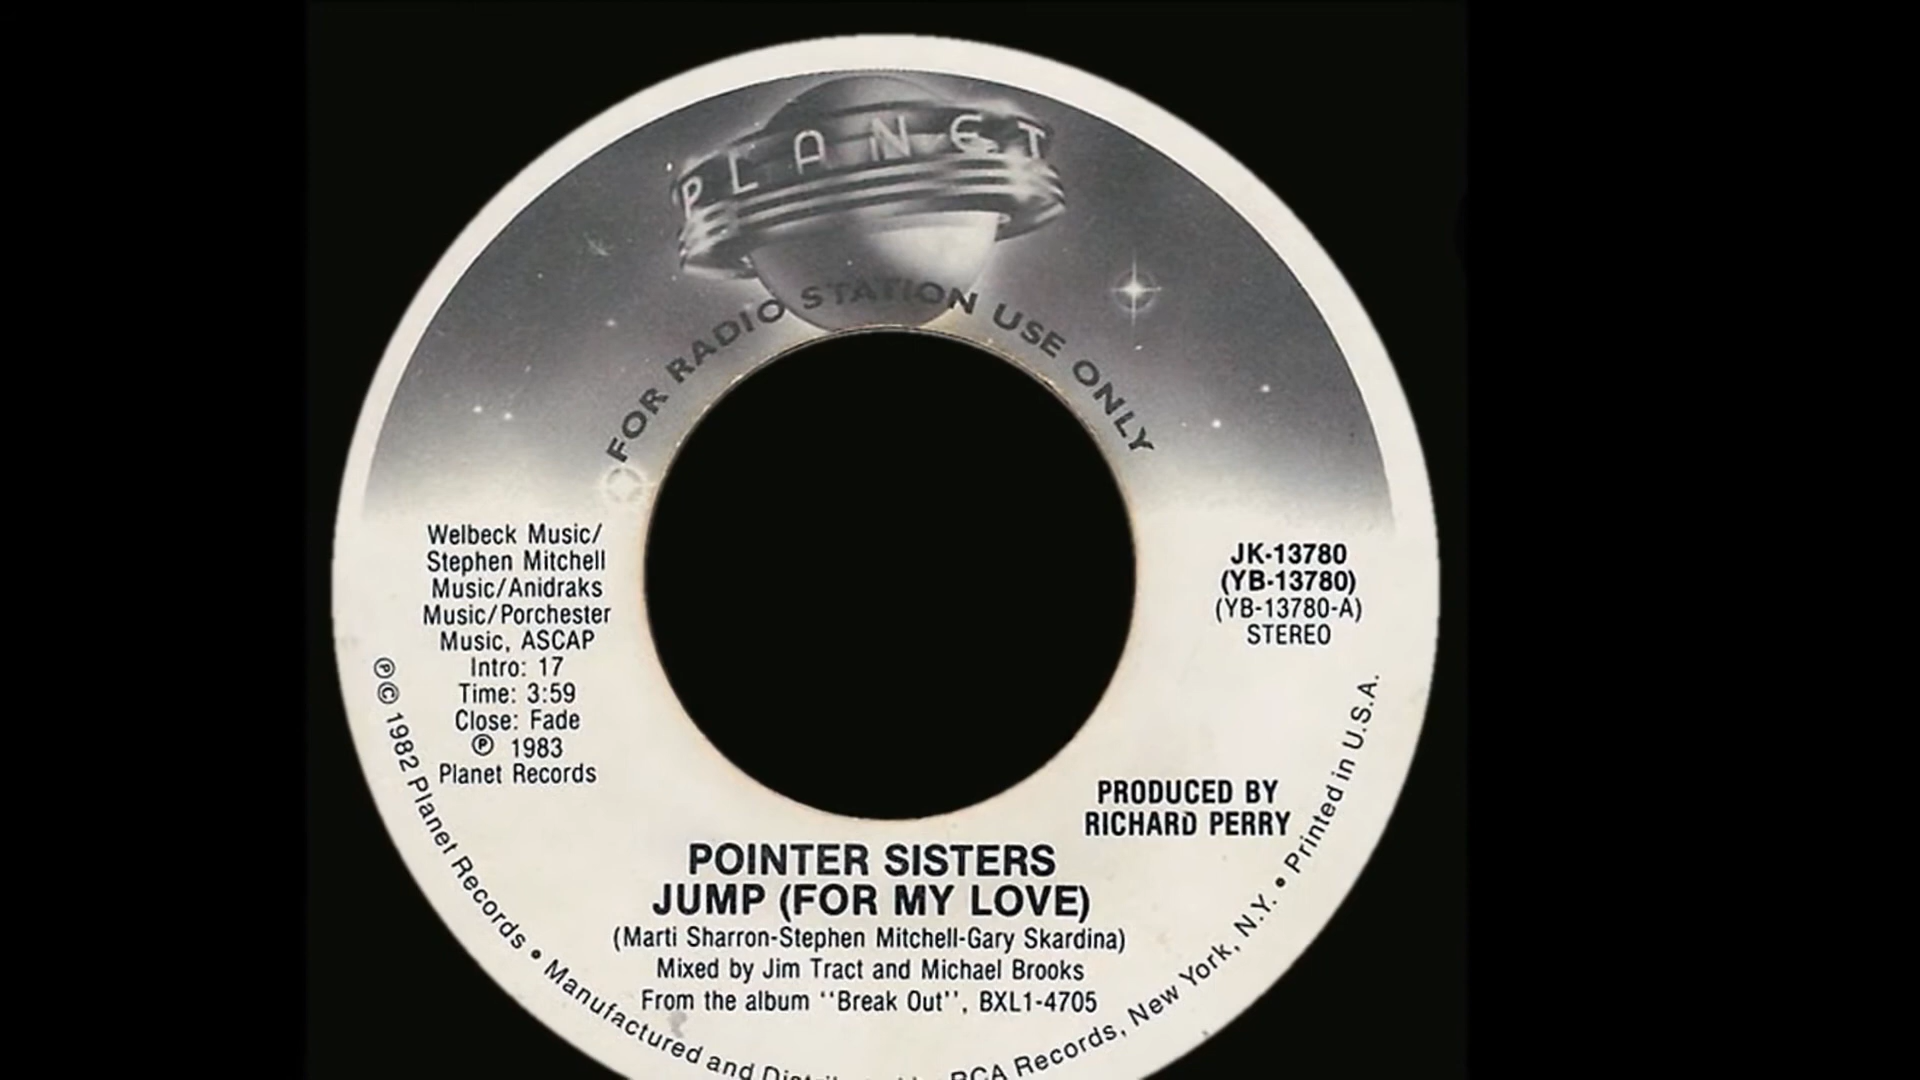 PLANET
FOR RADIO STATION USE ONLY
Welbeck Music/
Stephen Mitchell
Music/Anidraks
Music/Porchester
Music, ASCAP
Intro: 17
Time: 3:59
Close: Fade
Ⓟ 1983
Planet Records
JK-13780
(YB-13780)
(YB-13780-A)
STEREO
PRODUCED BY
RICHARD PERRY
POINTER SISTERS
JUMP (FOR MY LOVE)
(Marti Sharron-Stephen Mitchell-Gary Skardina)
Mixed by Jim Tract and Michael Brooks
From the album "Break Out", BXL1-4705
Ⓟ © 1982 Planet Records • Manufactured and RCA Records, New York, N.Y. • Printed in U.S.A.